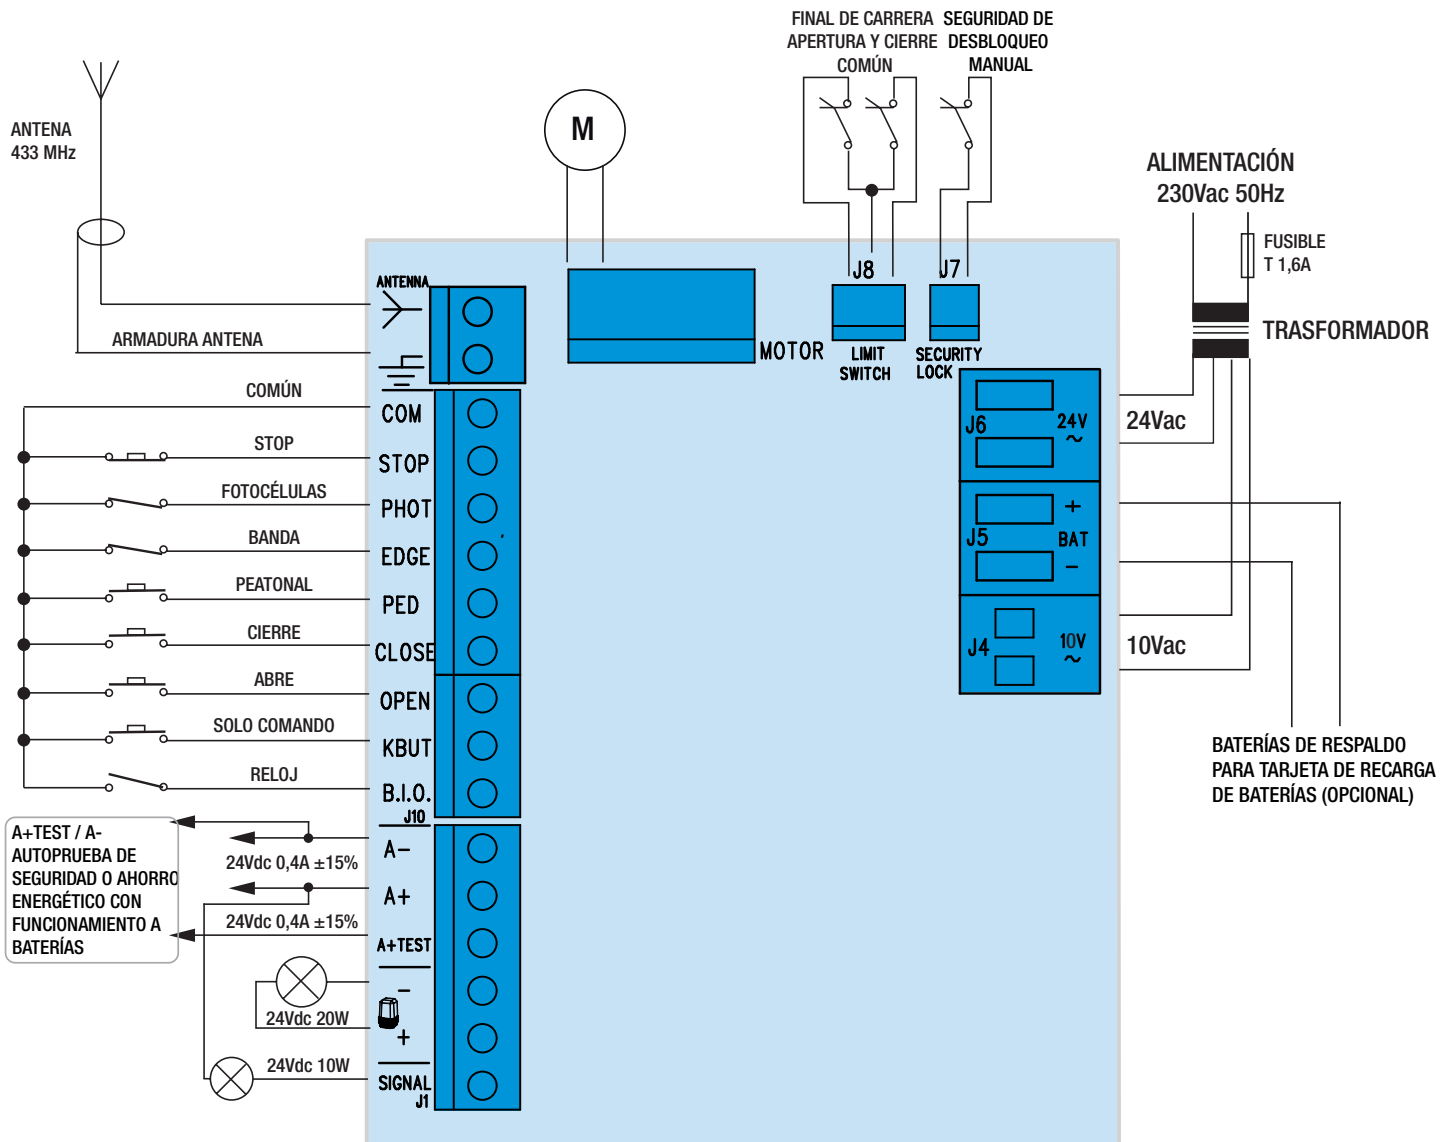 FINAL DE CARRERA
APERTURA Y CIERRE
COMÚN
SEGURIDAD DE
DESBLOQUEO
MANUAL
ANTENA
433 MHz
M
ALIMENTACIÓN
230Vac 50Hz
FUSIBLE
T 1,6A
TRASFORMADOR
ARMADURA ANTENA
ANTENNA
MOTOR
J8
LIMIT
SWITCH
J7
SECURITY
LOCK
COMÚN
COM
STOP
STOP
FOTOCÉLULAS
PHOT
BANDA
EDGE
PEATONAL
PED
CIERRE
CLOSE
ABRE
OPEN
SOLO COMANDO
KBUT
RELOJ
B.I.O.
J10
J6
24V
~
24Vac
J5
+
BAT
-
J4
10V
~
10Vac
BATERÍAS DE RESPALDO
PARA TARJETA DE RECARGA
DE BATERÍAS (OPCIONAL)
A+TEST / A-
AUTOPRUEBA DE
SEGURIDAD O AHORRO
ENERGÉTICO CON
FUNCIONAMIENTO A
BATERÍAS
24Vdc 0,4A ±15%
A-
A+
24Vdc 0,4A ±15%
A+TEST
-
24Vdc 20W
+
24Vdc 10W
SIGNAL
J1